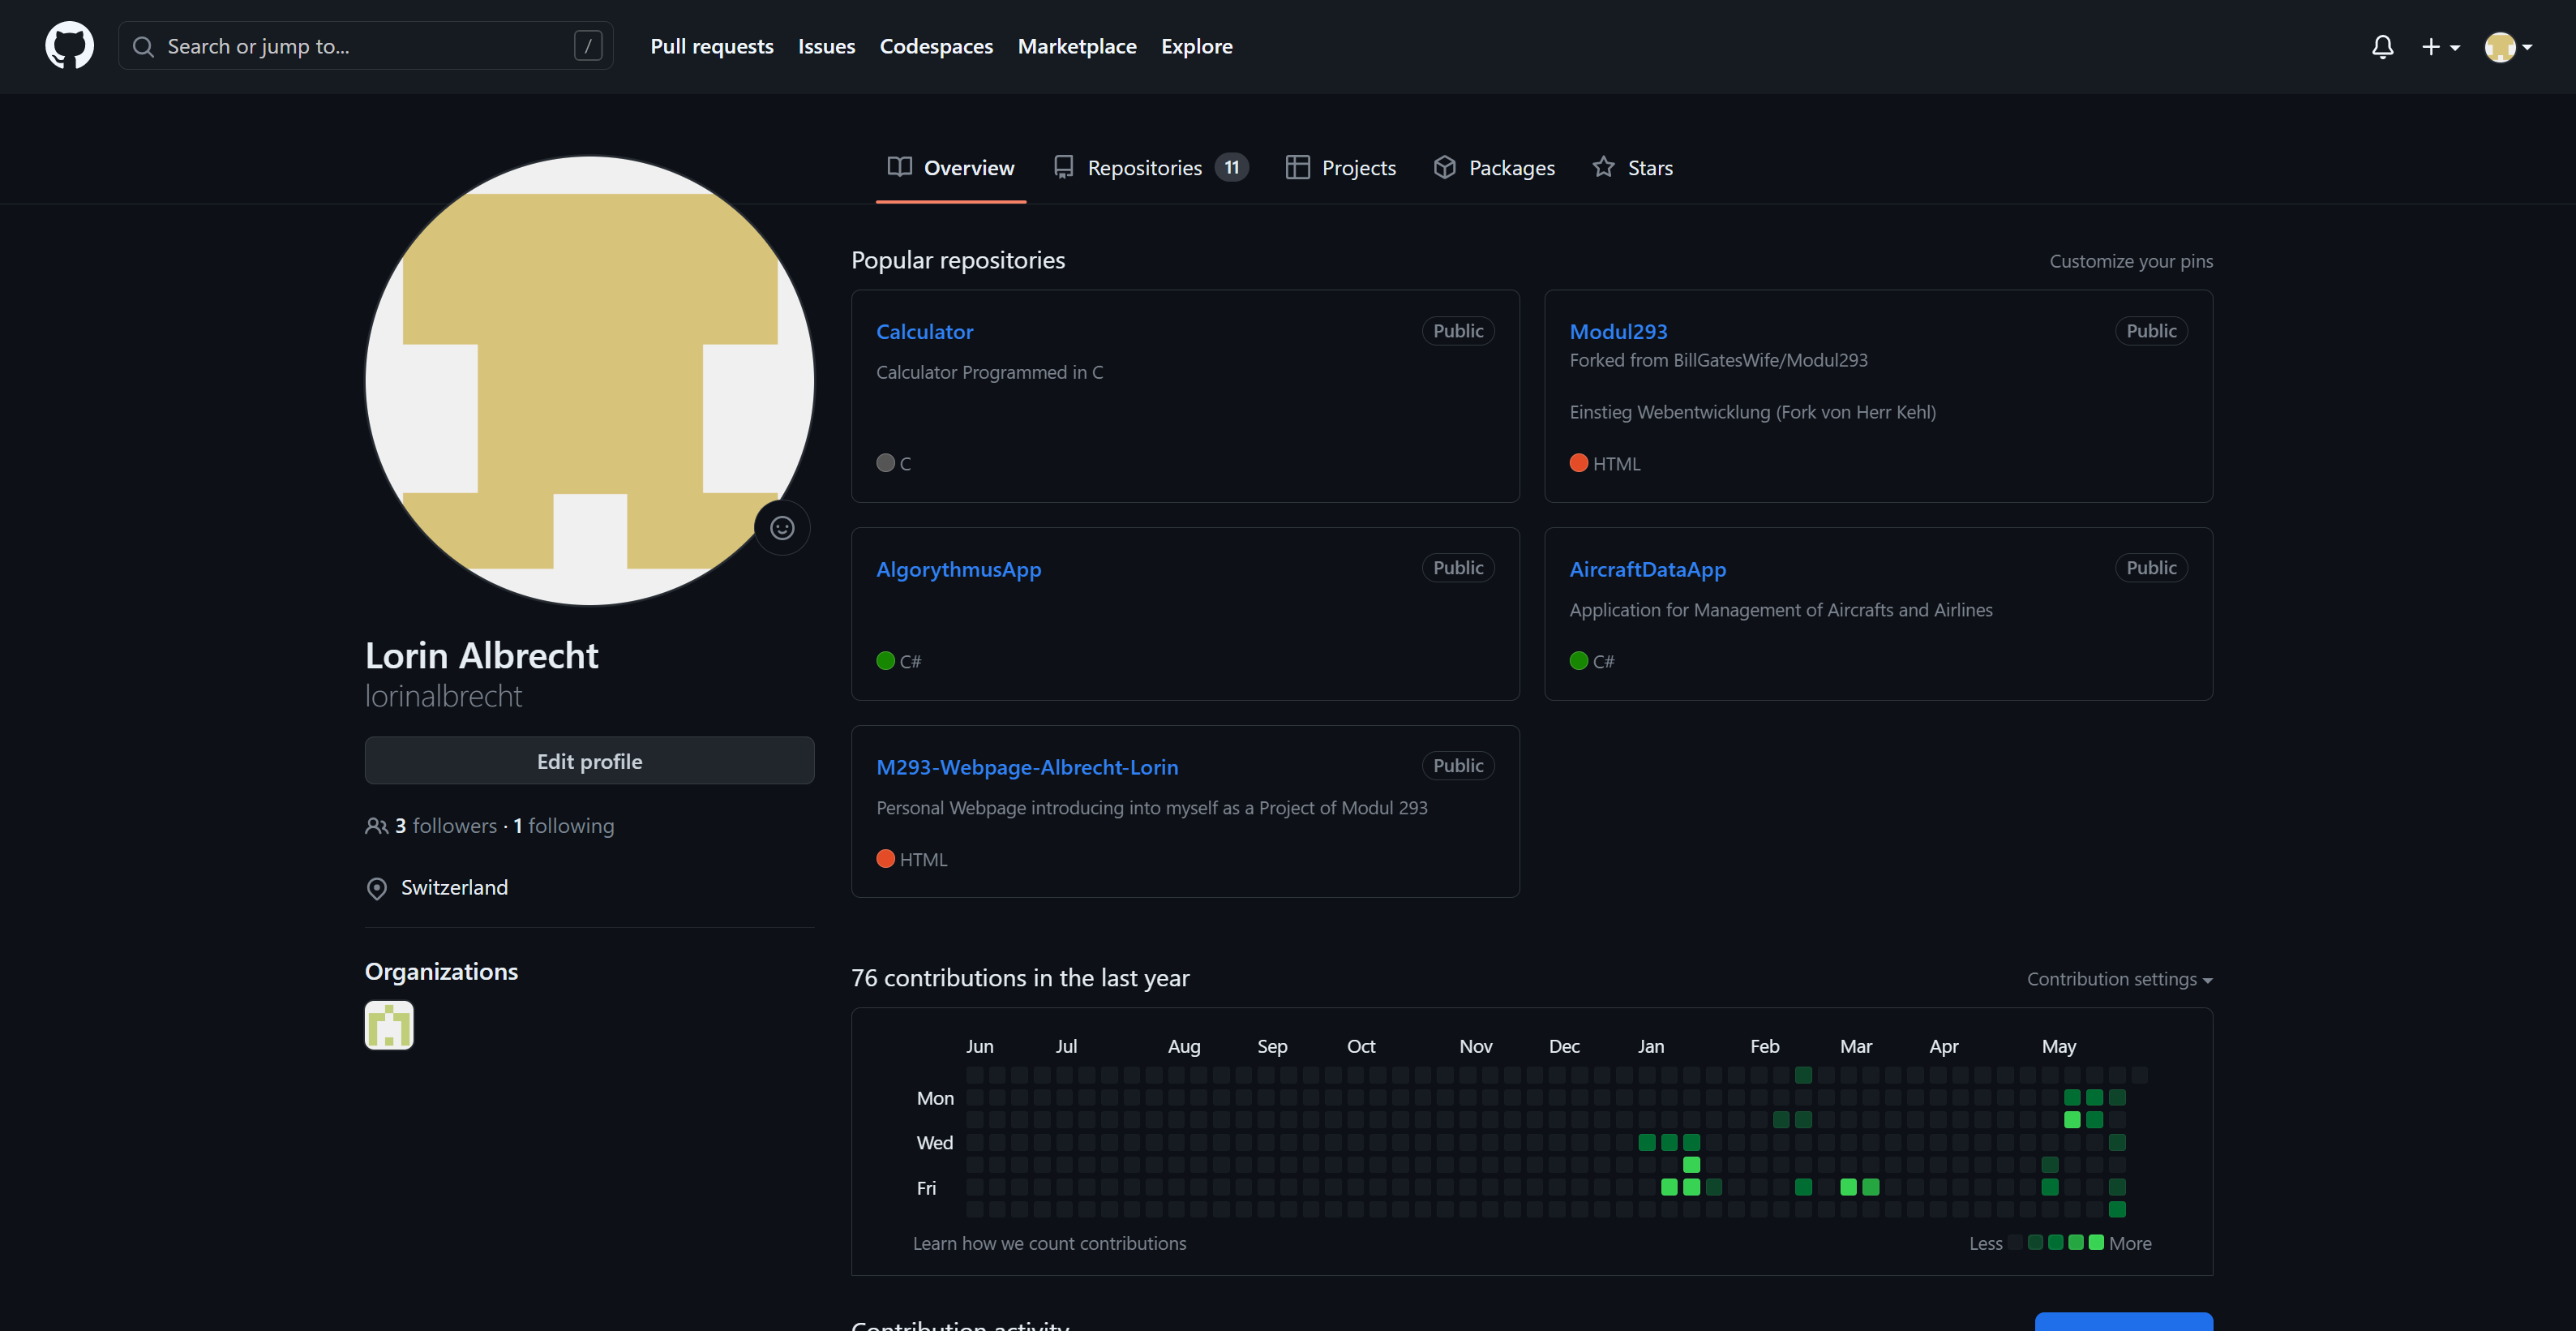 Search or jump to... / Pull requests Issues Codespaces Marketplace Explore
Overview Repositories 11 Projects Packages Stars
Lorin Albrecht
lorinalbrecht
Edit profile
3 followers · 1 following
Switzerland
Organizations
Popular repositories Customize your pins
Calculator Public
Calculator Programmed in C
C
Modul293 Public
Forked from BillGatesWife/Modul293
Einstieg Webentwicklung (Fork von Herr Kehl)
HTML
AlgorythmusApp Public
C#
AircraftDataApp Public
Application for Management of Aircrafts and Airlines
C#
M293-Webpage-Albrecht-Lorin Public
Personal Webpage introducing into myself as a Project of Modul 293
HTML
76 contributions in the last year Contribution settings
Jun Jul Aug Sep Oct Nov Dec Jan Feb Mar Apr May
Mon
Wed
Fri
Learn how we count contributions Less More
Contribution activity